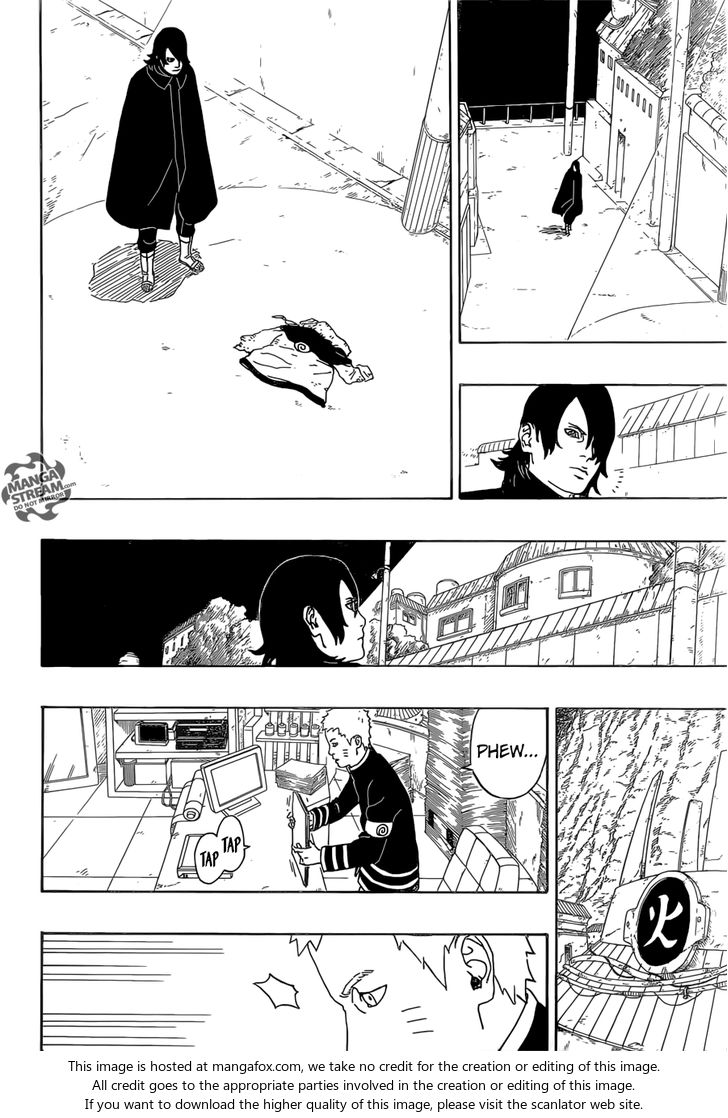 MANGA
STREAM.com
DO NOT MIRROR
PHEW...
TAP TAP
火
This image is hosted at mangafox.com, we take no credit for the creation or editing of this image.
All credit goes to the appropriate parties involved in the creation or editing of this image.
If you want to download the higher quality of this image, please visit the scanlator web site.